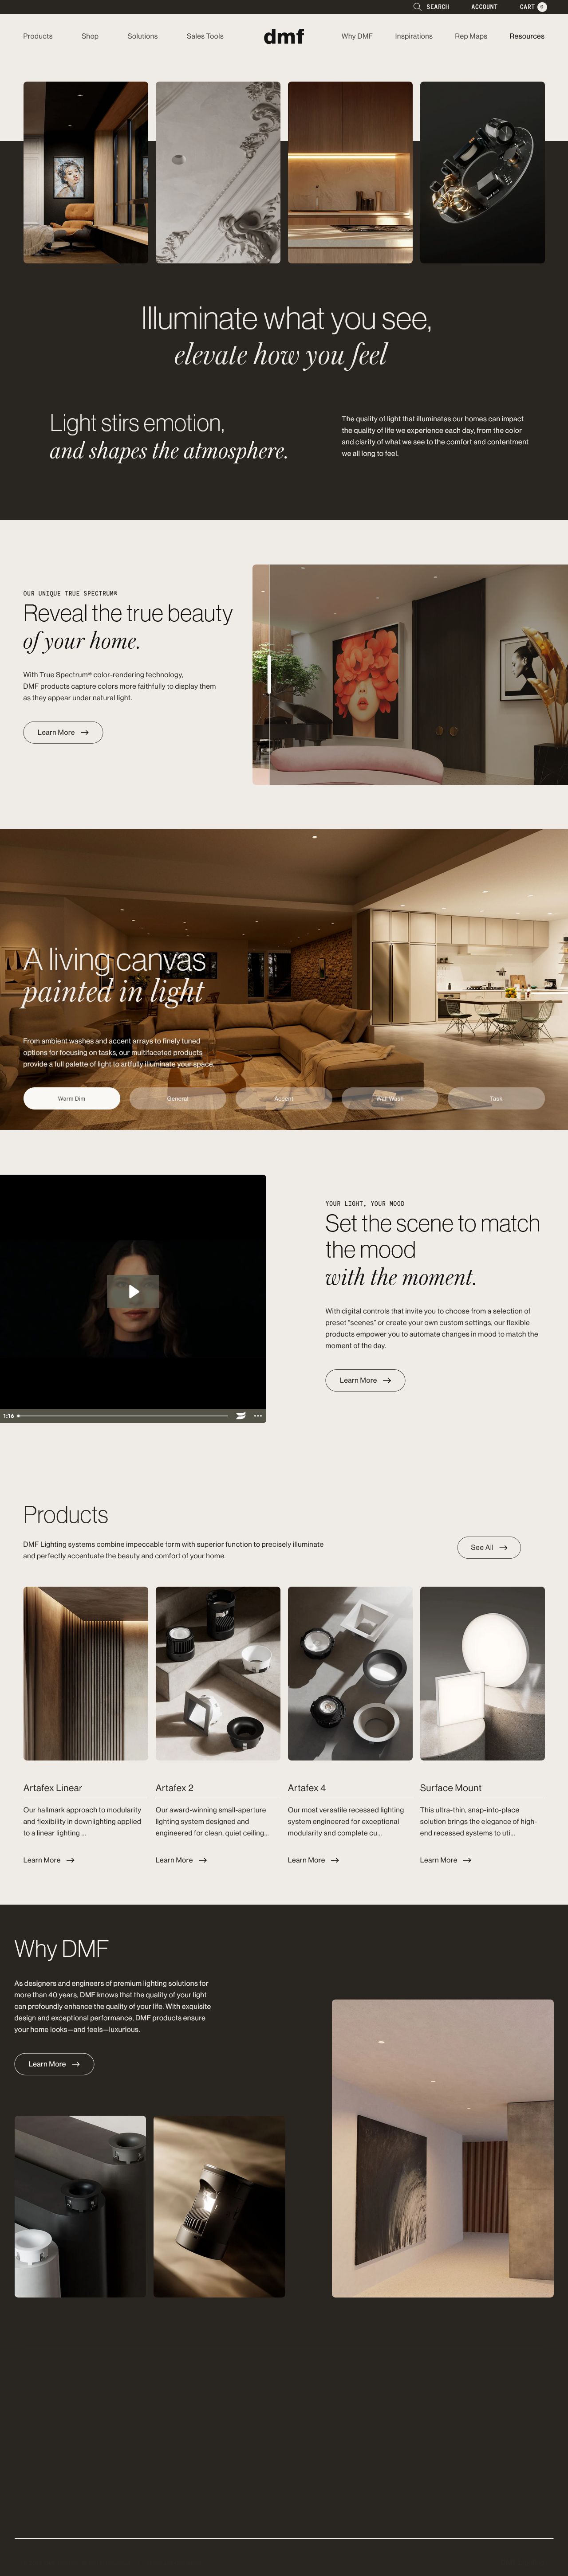 SEARCH
ACCOUNT
CART 0
Products
Shop
Solutions
Sales Tools
dmf
Why DMF
Inspirations
Rep Maps
Resources
Illuminate what you see,
elevate how you feel
Light stirs emotion,
and shapes the atmosphere.
The quality of light that illuminates our homes can impact
the quality of life we experience each day, from the color
and clarity of what we see to the comfort and contentment
we all long to feel.
OUR UNIQUE TRUE SPECTRUM®
Reveal the true beauty
of your home.
With True Spectrum® color-rendering technology,
DMF products capture colors more faithfully to display them
as they appear under natural light.
Learn More
A living canvas
painted in light
From ambient washes and accent arrays to finely tuned
options for focusing on tasks, our multifaceted products
provide a full palette of light to artfully illuminate your space.
Warm Dim
General
Accent
Wall Wash
Task
1:16
YOUR LIGHT, YOUR MOOD
Set the scene to match
the mood
with the moment.
With digital controls that invite you to choose from a selection of
preset "scenes" or create your own custom settings, our flexible
products empower you to automate changes in mood to match the
moment of the day.
Learn More
Products
DMF Lighting systems combine impeccable form with superior function to precisely illuminate
and perfectly accentuate the beauty and comfort of your home.
See All
Artafex Linear
Our hallmark approach to modularity
and flexibility in downlighting applied
to a linear lighting ...
Learn More
Artafex 2
Our award-winning small-aperture
lighting system designed and
engineered for clean, quiet ceiling...
Learn More
Artafex 4
Our most versatile recessed lighting
system engineered for exceptional
modularity and complete cu...
Learn More
Surface Mount
This ultra-thin, snap-into-place
solution brings the elegance of high-
end recessed systems to uti...
Learn More
Why DMF
As designers and engineers of premium lighting solutions for
more than 40 years, DMF knows that the quality of your light
can profoundly enhance the quality of your life. With exquisite
design and exceptional performance, DMF products ensure
your home looks—and feels—luxurious.
Learn More